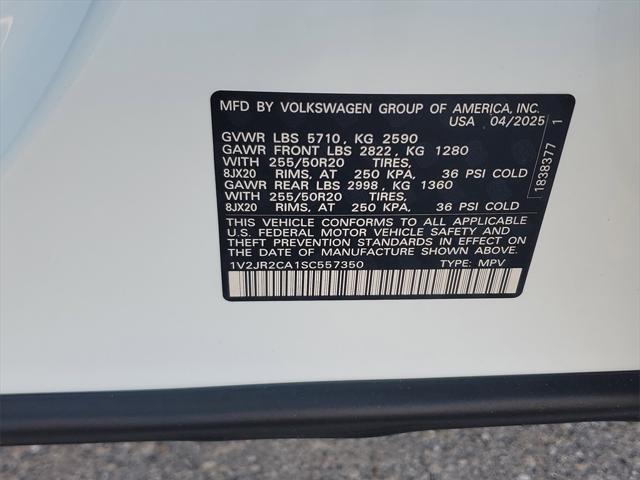 MFD BY VOLKSWAGEN GROUP OF AMERICA, INC.
USA 04/2025
GVWR LBS 5710, KG 2590
GAWR FRONT LBS 2822, KG 1280
WITH 255/50R20 TIRES,
8JX20 RIMS, AT 250 KPA, 36 PSI COLD
GAWR REAR LBS 2998, KG 1360
WITH 255/50R20 TIRES,
8JX20 RIMS, AT 250 KPA, 36 PSI COLD
THIS VEHICLE CONFORMS TO ALL APPLICABLE
U.S. FEDERAL MOTOR VEHICLE SAFETY AND
THEFT PREVENTION STANDARDS IN EFFECT ON
THE DATE OF MANUFACTURE SHOWN ABOVE.
1V2JR2CA1SC557350 TYPE: MPV
1838377 1